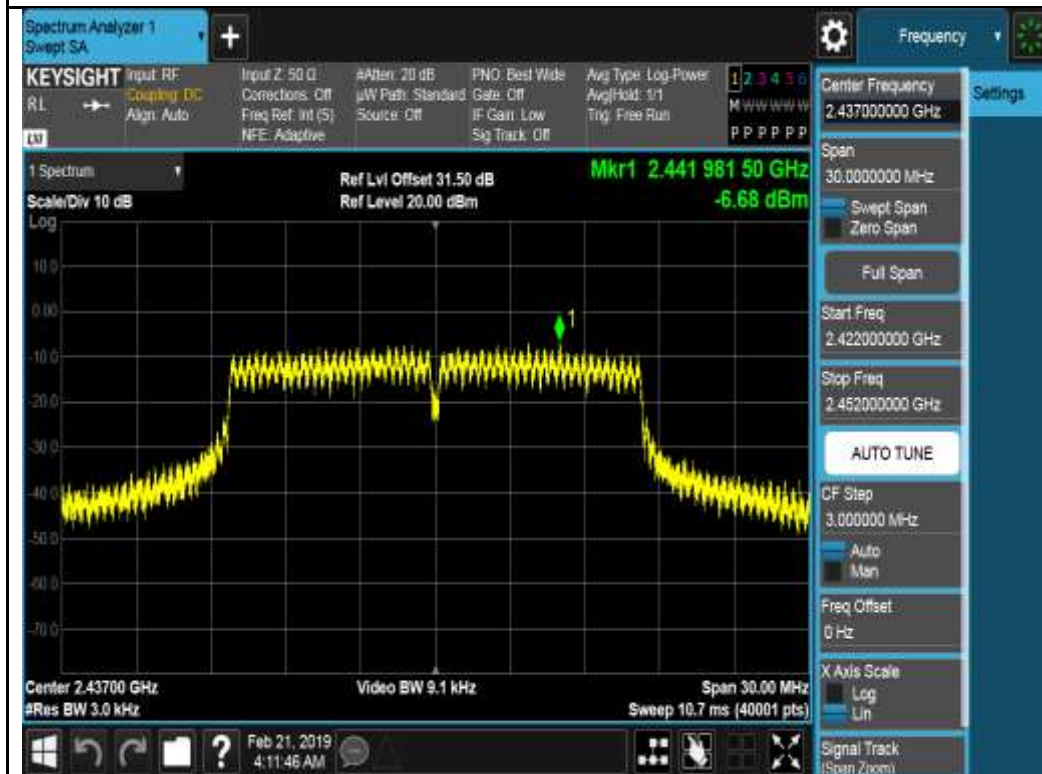 Spectrum Analyzer 1
Swept SA
+
Frequency
KEYSIGHT
RL
LXI
Input: RF
Coupling: DC
Align: Auto
Input Z: 50 Ω
Corrections: Off
Freq Ref: Int (S)
NFE: Adaptive
#Atten: 20 dB
µW Path: Standard
Source: Off
PNO: Best Wide
Gate: Off
IF Gain: Low
Sig Track: Off
Avg Type: Log-Power
Avg|Hold: 1/1
Trig: Free Run
1 2 3 4 5 6
M W W W W W
P P P P P P
1 Spectrum
Scale/Div 10 dB
Log
Ref Lvl Offset 31.50 dB
Ref Level 20.00 dBm
Mkr1 2.441 981 50 GHz
-6.68 dBm
10.0
0.00
-10.0
-20.0
-30.0
-40.0
-50.0
-60.0
-70.0
1
Center 2.43700 GHz
#Res BW 3.0 kHz
Video BW 9.1 kHz
Span 30.00 MHz
Sweep 10.7 ms (40001 pts)
?
Feb 21, 2019
4:11:46 AM
Center Frequency
2.437000000 GHz
Settings
Span
30.0000000 MHz
Swept Span
Zero Span
Full Span
Start Freq
2.422000000 GHz
Stop Freq
2.452000000 GHz
AUTO TUNE
CF Step
3.000000 MHz
Auto
Man
Freq Offset
0 Hz
X Axis Scale
Log
Lin
Signal Track
(Span Zoom)